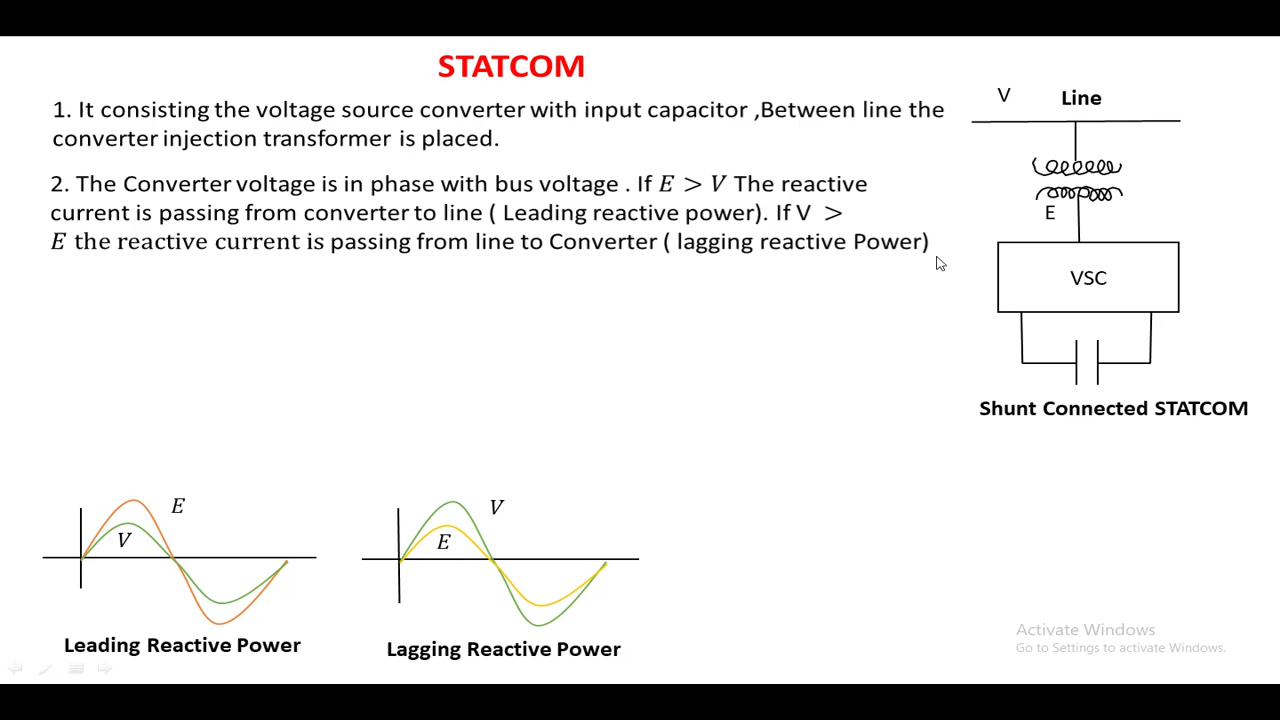 STATCOM
1. It consisting the voltage source converter with input capacitor ,Between line the
converter injection transformer is placed.
2. The Converter voltage is in phase with bus voltage . If E > V The reactive
current is passing from converter to line ( Leading reactive power). If V >
E the reactive current is passing from line to Converter ( lagging reactive Power)
V Line
E
VSC
Shunt Connected STATCOM
E
V
Leading Reactive Power
V
E
Lagging Reactive Power
Activate Windows
Go to Settings to activate Windows.